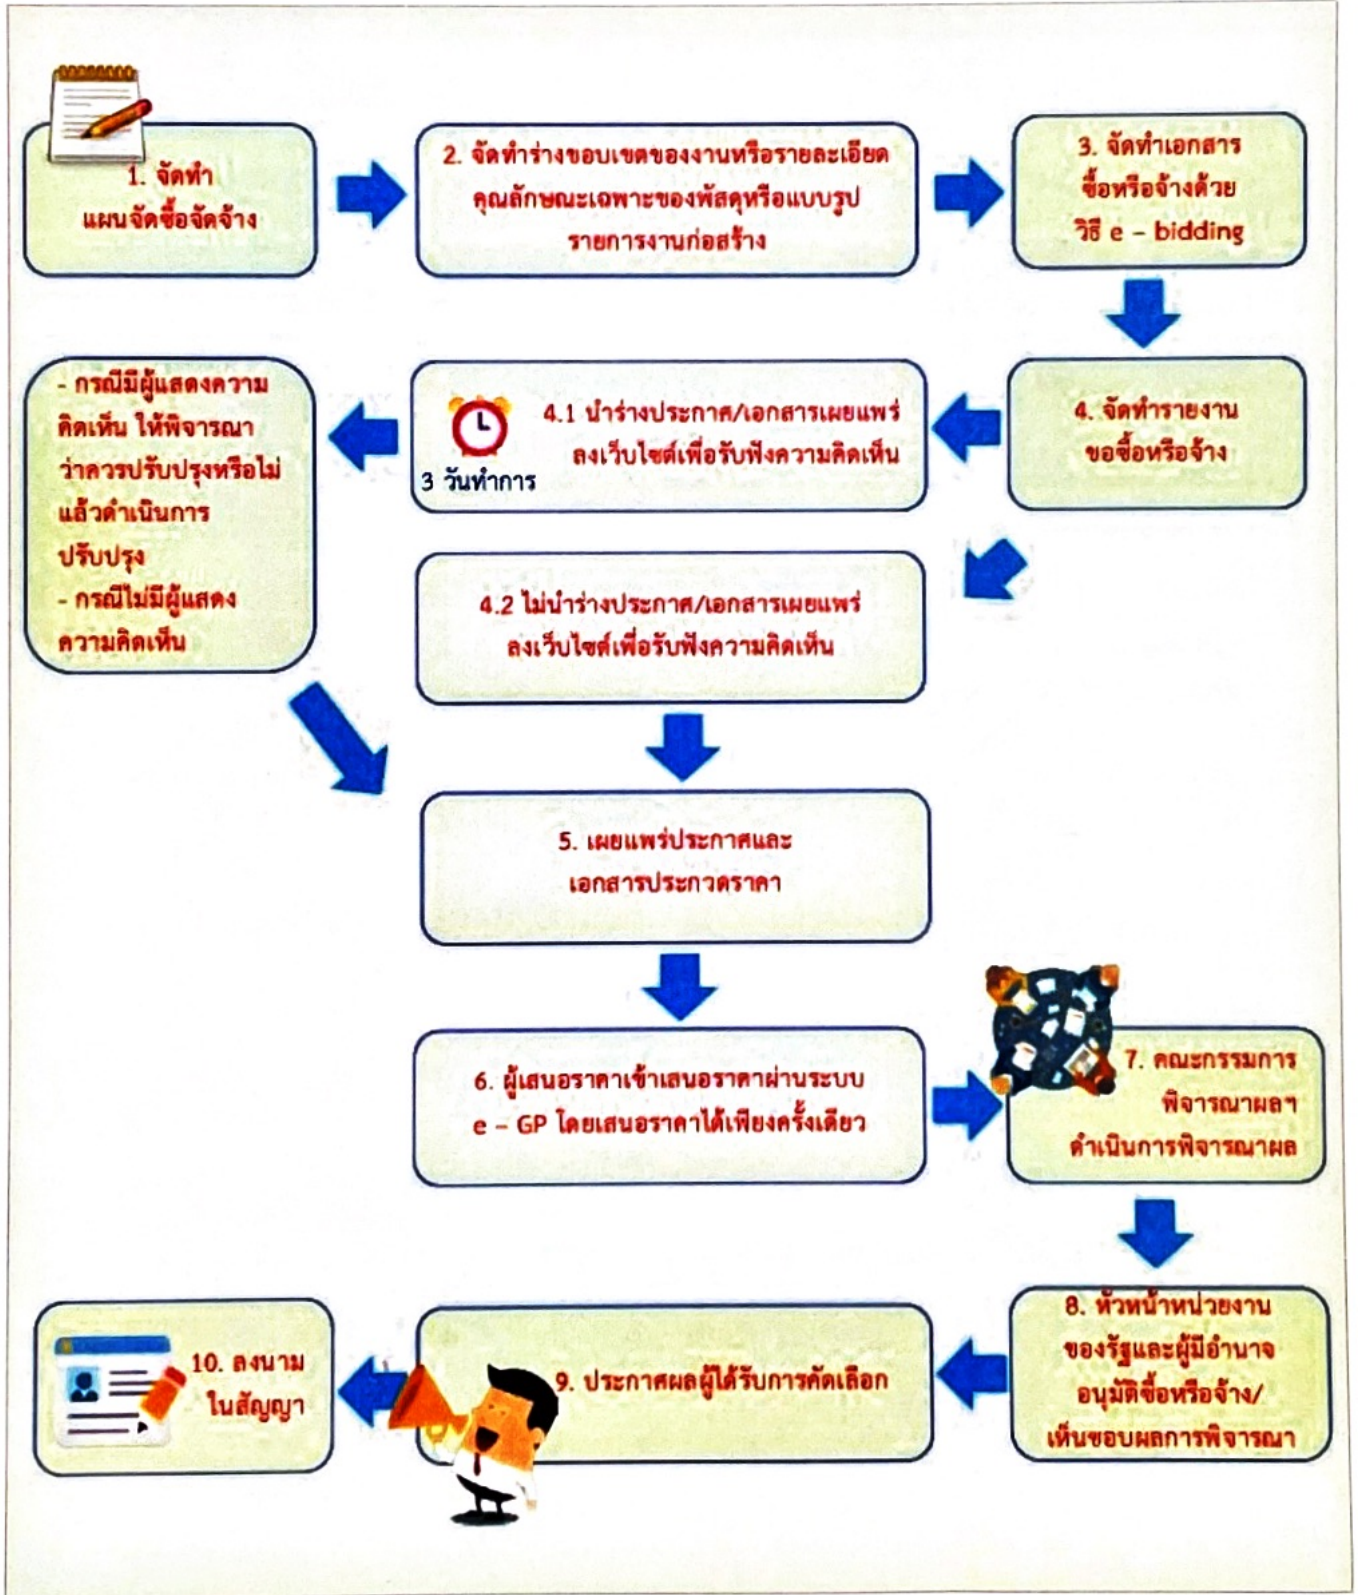 1. จัดทำ
แผนจัดซื้อจัดจ้าง
2. จัดทำร่างขอบเขตของงานหรือรายละเอียด
คุณลักษณะเฉพาะของพัสดุหรือแบบรูป
รายการงานก่อสร้าง
3. จัดทำเอกสาร
ซื้อหรือจ้างด้วย
วิธี e – bidding
4. จัดทำรายงาน
ขอซื้อหรือจ้าง
4.1 นำร่างประกาศ/เอกสารเผยแพร่
ลงเว็บไซต์เพื่อรับฟังความคิดเห็น
3 วันทำการ
- กรณีมีผู้แสดงความ
คิดเห็น ให้พิจารณา
ว่าควรปรับปรุงหรือไม่
แล้วดำเนินการ
ปรับปรุง
- กรณีไม่มีผู้แสดง
ความคิดเห็น
4.2 ไม่นำร่างประกาศ/เอกสารเผยแพร่
ลงเว็บไซต์เพื่อรับฟังความคิดเห็น
5. เผยแพร่ประกาศและ
เอกสารประกวดราคา
6. ผู้เสนอราคาเข้าเสนอราคาผ่านระบบ
e – GP โดยเสนอราคาได้เพียงครั้งเดียว
7. คณะกรรมการ
พิจารณาผลฯ
ดำเนินการพิจารณาผล
8. หัวหน้าหน่วยงาน
ของรัฐและผู้มีอำนาจ
อนุมัติซื้อหรือจ้าง/
เห็นชอบผลการพิจารณา
9. ประกาศผลผู้ได้รับการคัดเลือก
10. ลงนาม
ในสัญญา